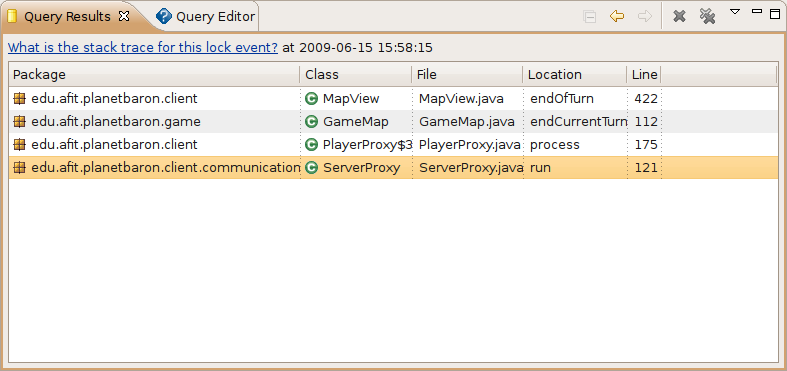 Query Results Query Editor
What is the stack trace for this lock event? at 2009-06-15 15:58:15
Package Class File Location Line
edu.afit.planetbaron.client C MapView MapView.java endOfTurn 422
edu.afit.planetbaron.game C GameMap GameMap.java endCurrentTurn 112
edu.afit.planetbaron.client C PlayerProxy$3 PlayerProxy.java process 175
edu.afit.planetbaron.client.communication C ServerProxy ServerProxy.java run 121